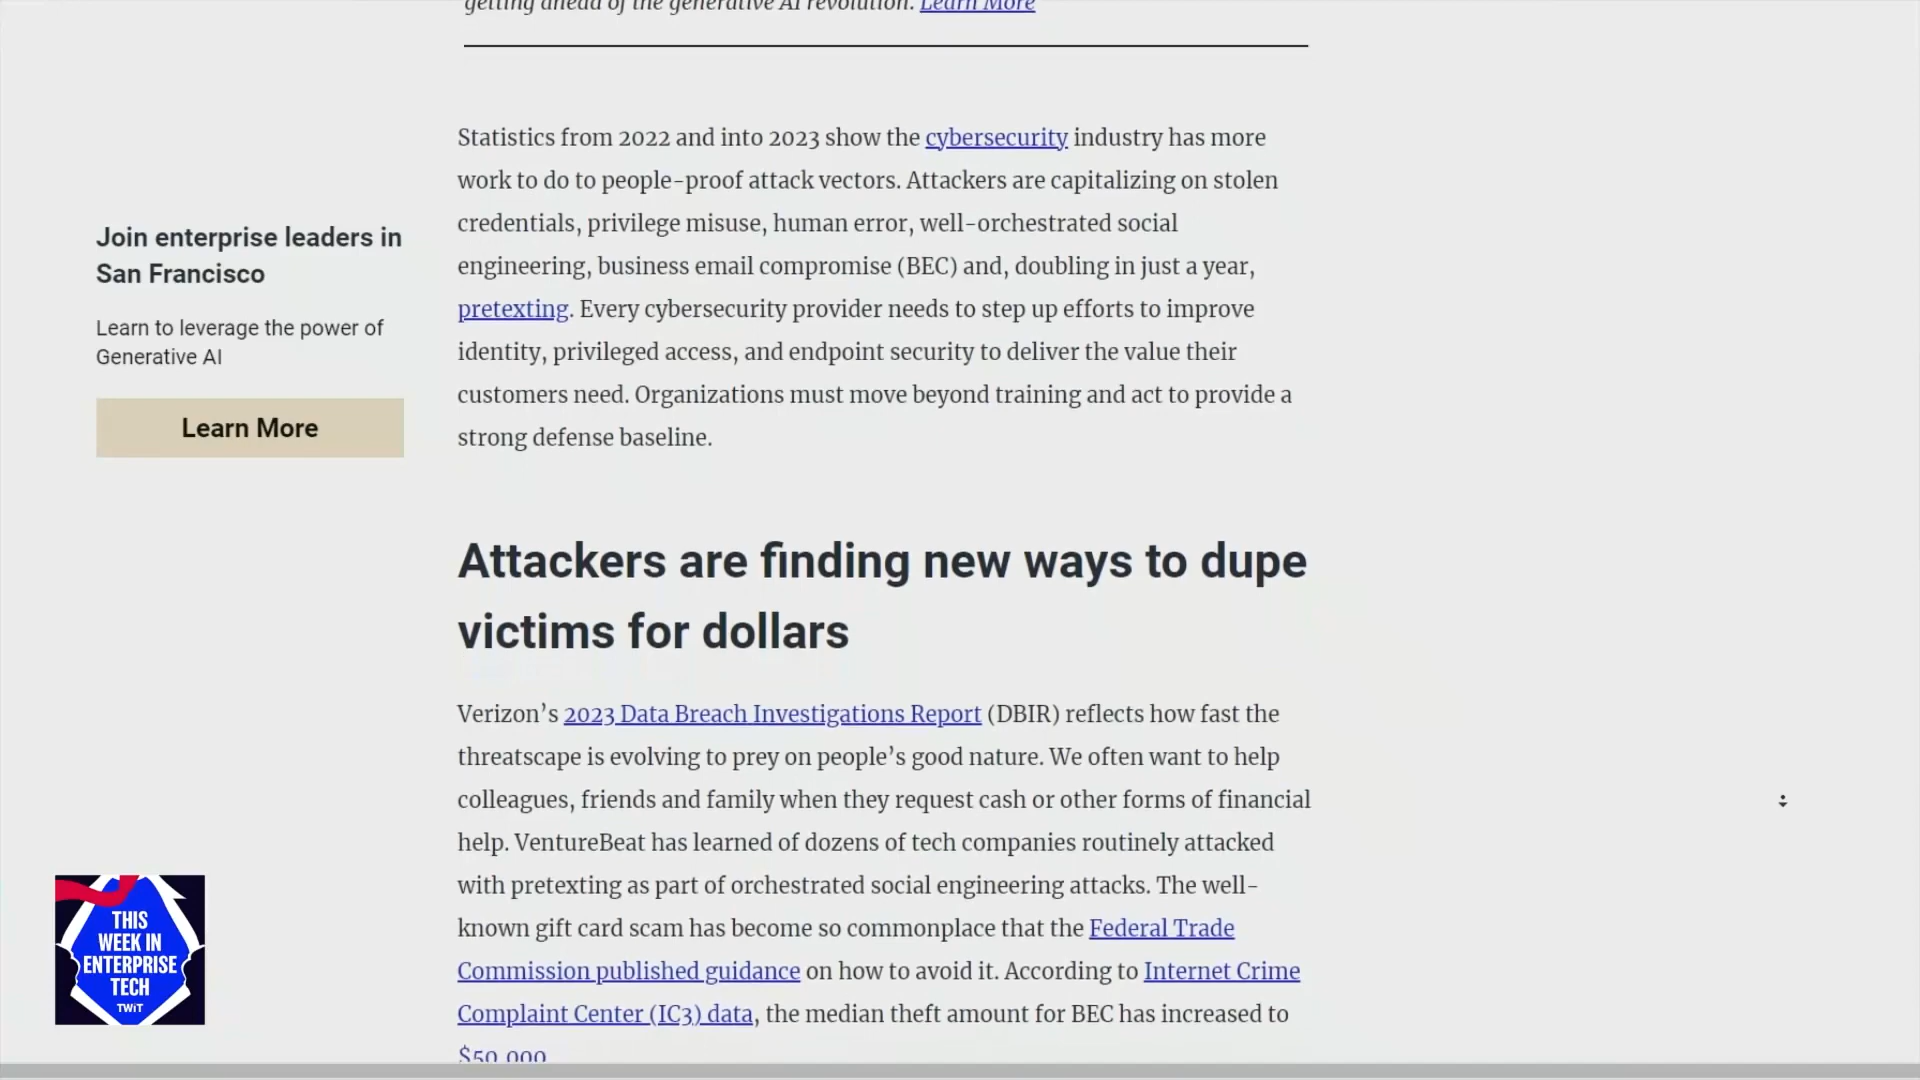 getting ahead of the generative AI revolution. Learn More
Statistics from 2022 and into 2023 show the cybersecurity industry has more
work to do to people-proof attack vectors. Attackers are capitalizing on stolen
credentials, privilege misuse, human error, well-orchestrated social
engineering, business email compromise (BEC) and, doubling in just a year,
pretexting. Every cybersecurity provider needs to step up efforts to improve
identity, privileged access, and endpoint security to deliver the value their
customers need. Organizations must move beyond training and act to provide a
strong defense baseline.
Join enterprise leaders in
San Francisco
Learn to leverage the power of
Generative AI
Learn More
Attackers are finding new ways to dupe
victims for dollars
Verizon’s 2023 Data Breach Investigations Report (DBIR) reflects how fast the
threatscape is evolving to prey on people’s good nature. We often want to help
colleagues, friends and family when they request cash or other forms of financial
help. VentureBeat has learned of dozens of tech companies routinely attacked
with pretexting as part of orchestrated social engineering attacks. The well-
known gift card scam has become so commonplace that the Federal Trade
Commission published guidance on how to avoid it. According to Internet Crime
Complaint Center (IC3) data, the median theft amount for BEC has increased to
$50,000
THIS
WEEK IN
ENTERPRISE
TECH
TWiT